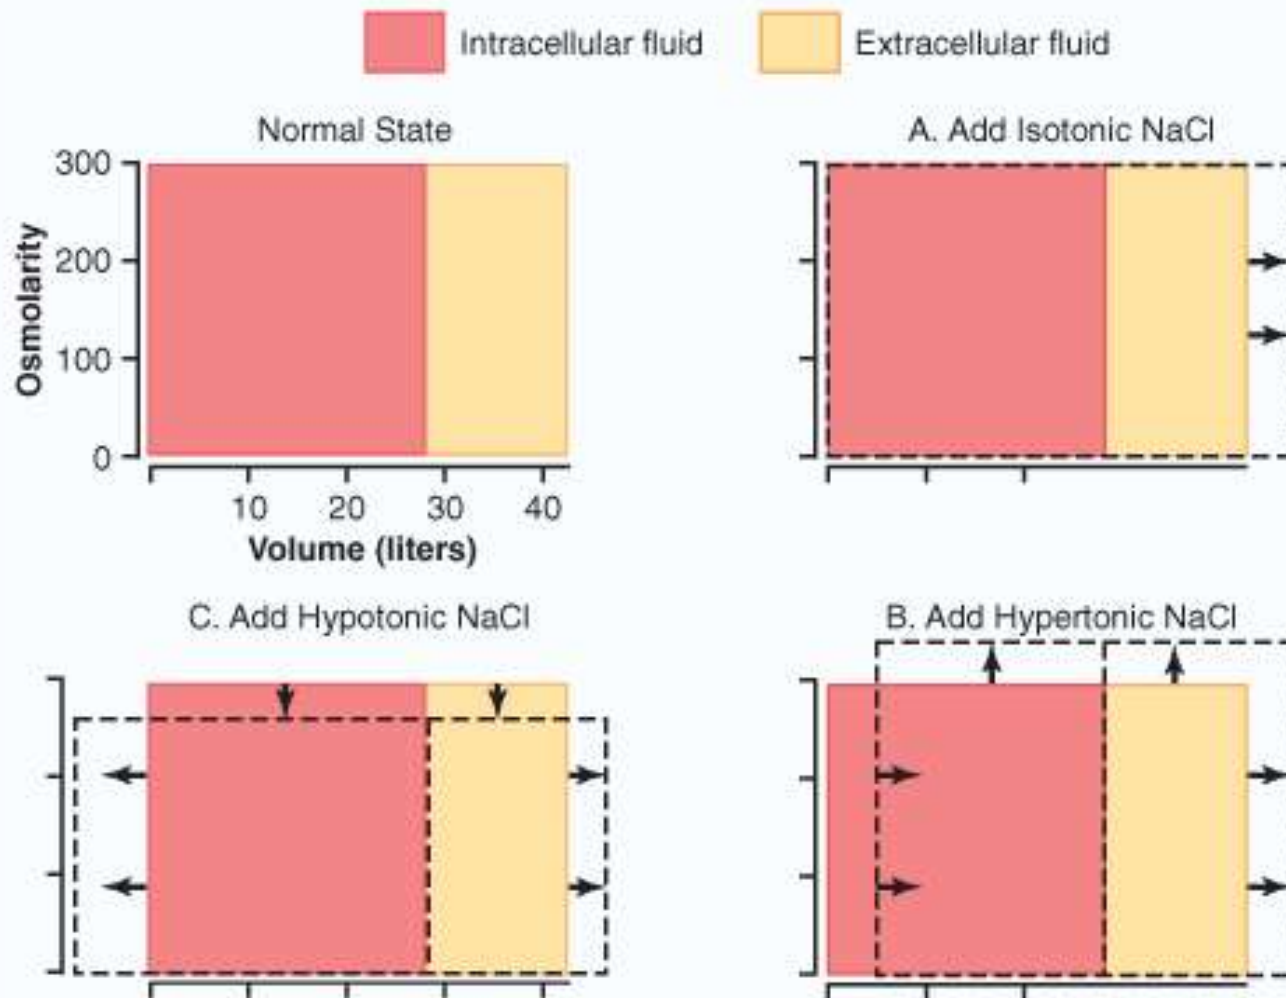 Intracellular fluid
Extracellular fluid
Normal State
300
200
100
0
Osmolarity
10 20 30 40
Volume (liters)
A. Add Isotonic NaCl
C. Add Hypotonic NaCl
B. Add Hypertonic NaCl